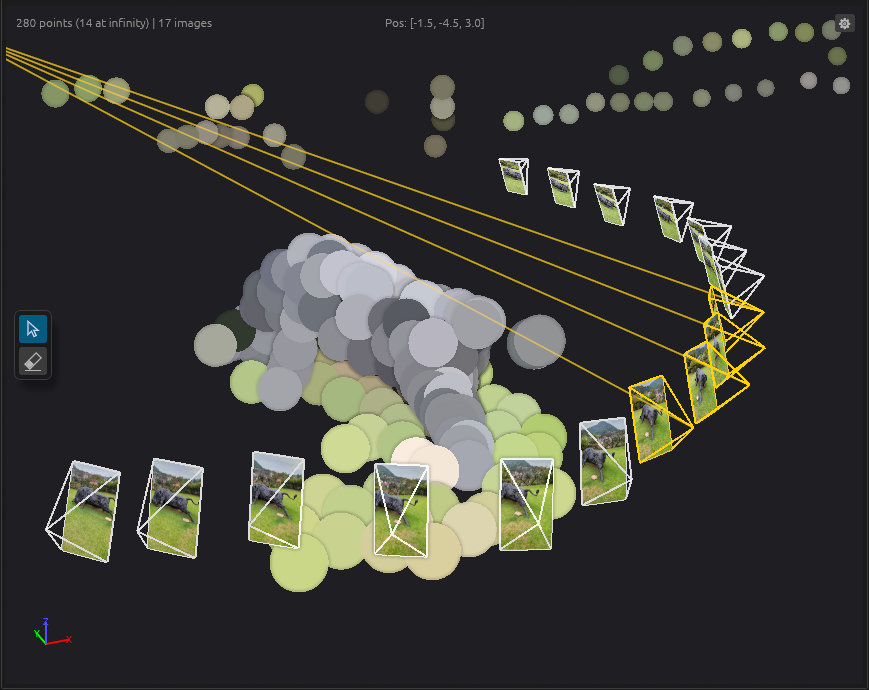 280 points (14 at infinity) | 17 images
Pos: [-1.5, -4.5, 3.0]
Z
Y
X